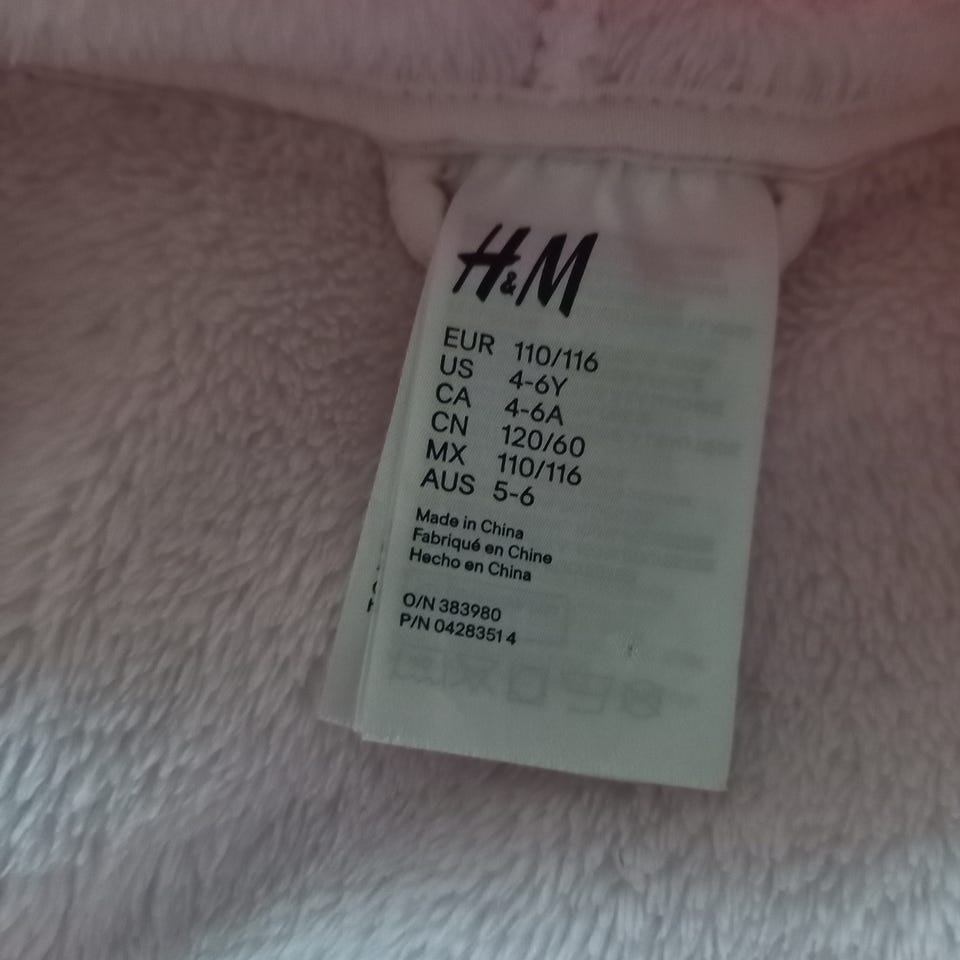 H&M
EUR 110/116
US 4-6Y
CA 4-6A
CN 120/60
MX 110/116
AUS 5-6
Made in China
Fabriqué en Chine
Hecho en China
O/N 383980
P/N 04283514